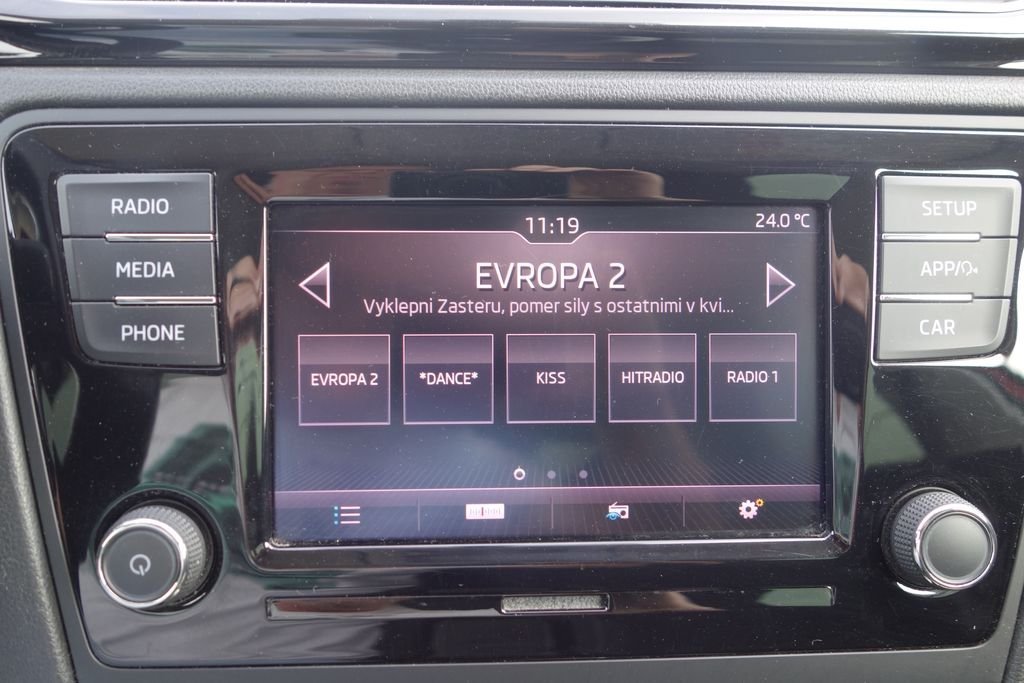 RADIO
MEDIA
PHONE
11:19
24.0 °C
EVROPA 2
Vyklepni Zasteru, pomer sily s ostatnimi v kvi...
EVROPA 2
*DANCE*
KISS
HITRADIO
RADIO 1
SETUP
APP/
CAR